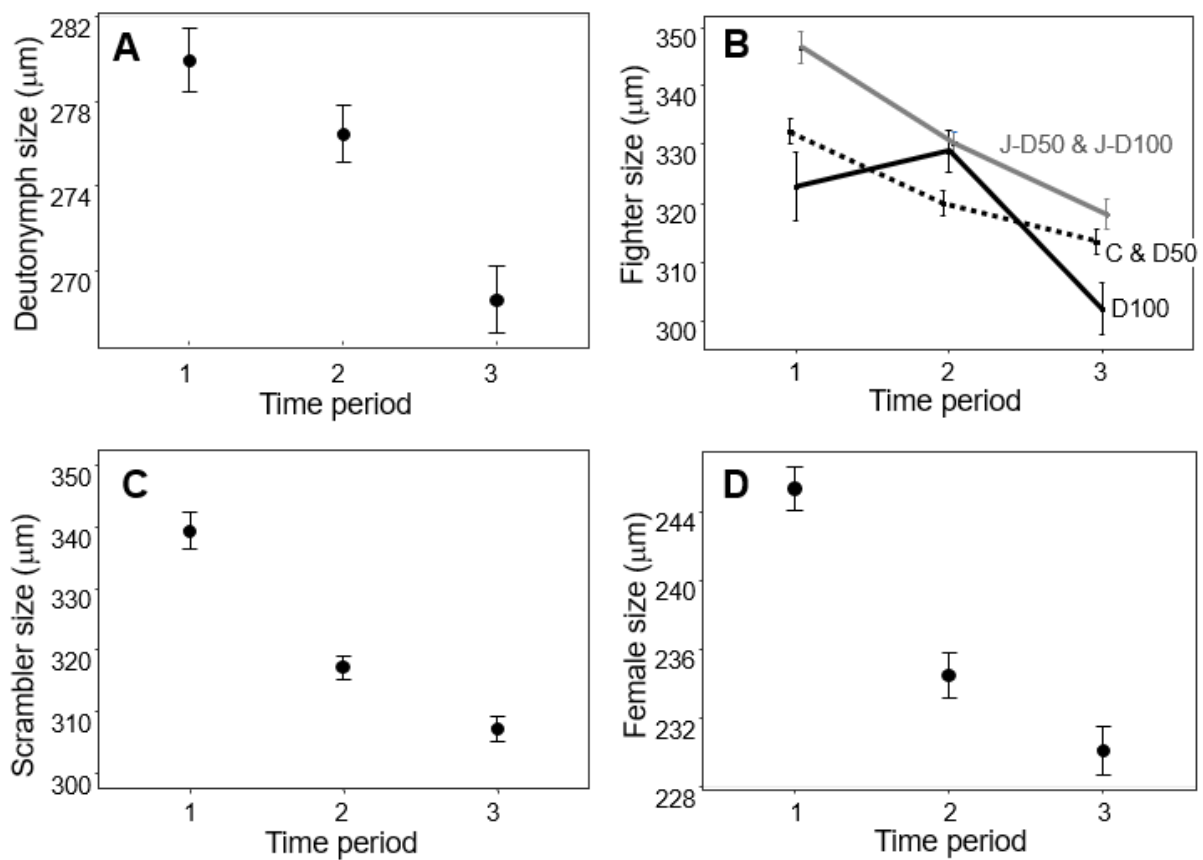 A
Deutonymph size (μm)
282
278
274
270
1 2 3
Time period
B
Fighter size (μm)
350
340
330
320
310
300
J-D50 & J-D100
C & D50
D100
1 2 3
Time period
C
Scrambler size (μm)
350
340
330
320
310
300
1 2 3
Time period
D
Female size (μm)
244
240
236
232
228
1 2 3
Time period